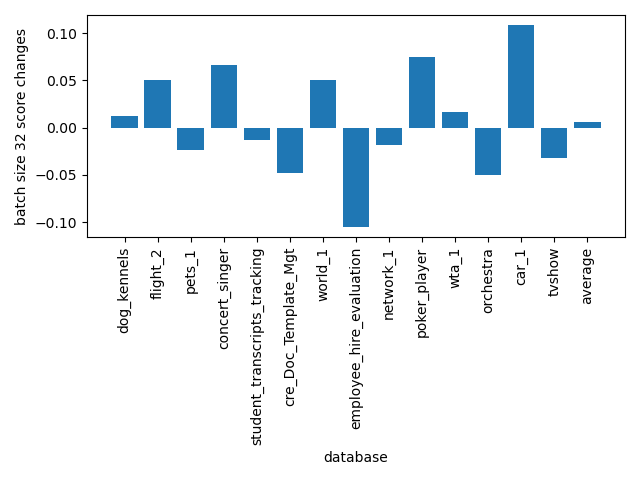 batch size 32 score changes
0.10
0.05
0.00
−0.05
−0.10
dog_kennels
flight_2
pets_1
concert_singer
student_transcripts_tracking
cre_Doc_Template_Mgt
world_1
employee_hire_evaluation
network_1
poker_player
wta_1
orchestra
car_1
tvshow
average
database